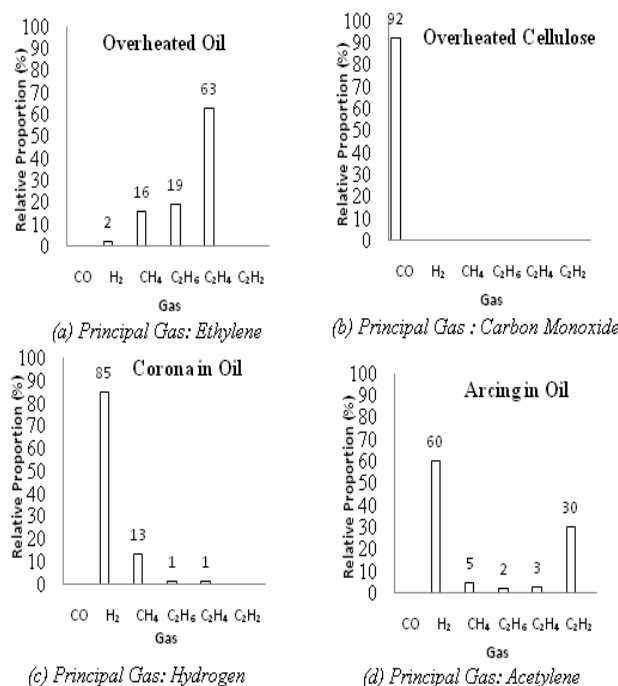 Overheated Oil
Relative Proportion (%)
100
90
80
70
60
50
40
30
20
10
0
2
16
19
63
CO H₂ CH₄ C₂H₆ C₂H₄ C₂H₂
Gas
(a) Principal Gas: Ethylene
Overheated Cellulose
Relative Proportion (%)
100
90
80
70
60
50
40
30
20
10
0
92
CO H₂ CH₄ C₂H₆ C₂H₄ C₂H₂
Gas
(b) Principal Gas : Carbon Monoxide
Corona in Oil
Relative Proportion (%)
100
90
80
70
60
50
40
30
20
10
0
85
13
1
1
CO H₂ CH₄ C₂H₆ C₂H₄ C₂H₂
Gas
(c) Principal Gas: Hydrogen
Arcing in Oil
Relative Proportion (%)
100
90
80
70
60
50
40
30
20
10
0
60
5
2
3
30
CO H₂ CH₄ C₂H₆ C₂H₄ C₂H₂
Gas
(d) Principal Gas: Acetylene